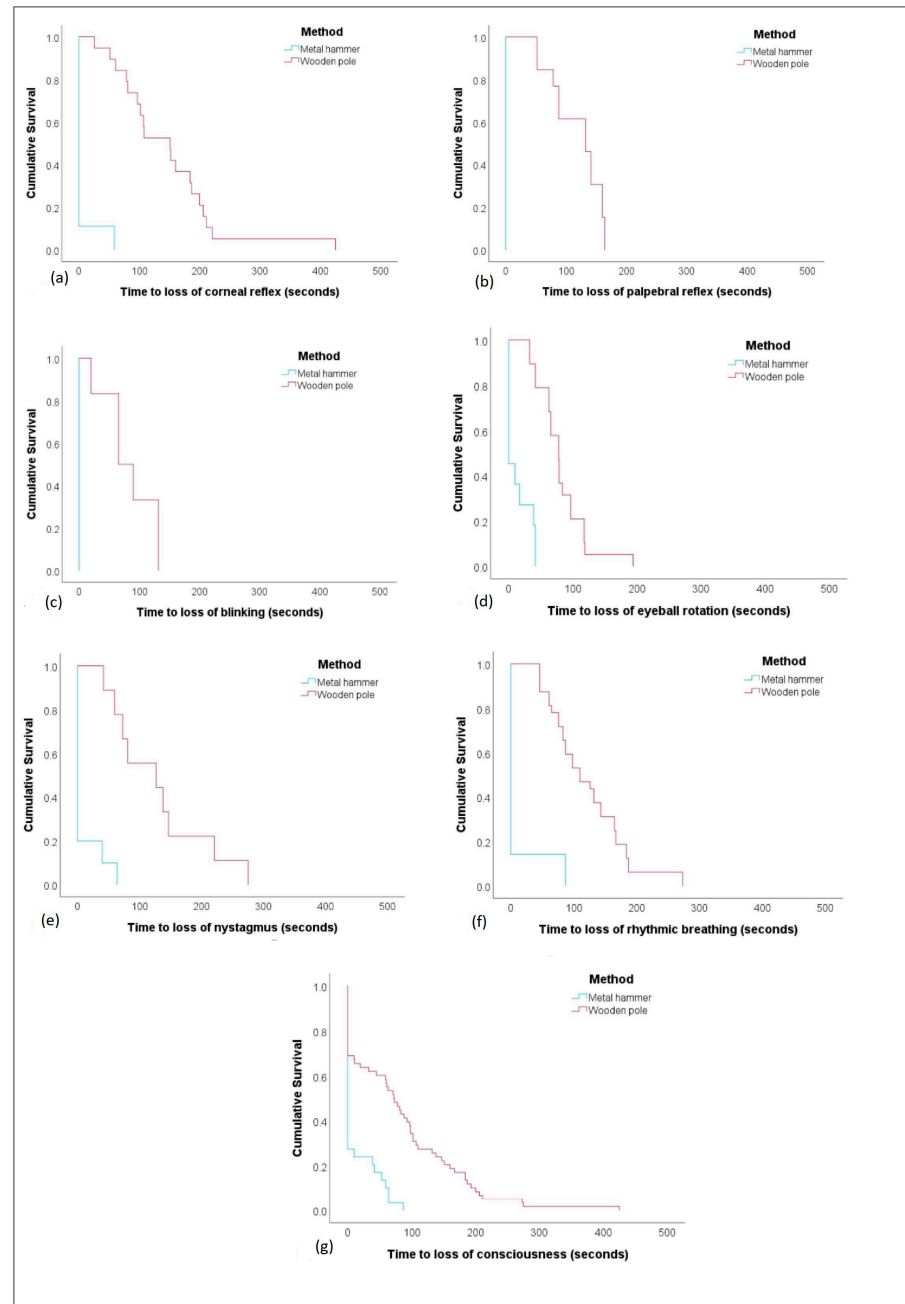 Method
Metal hammer
Wooden pole
Cumulative Survival
1.0
0.8
0.6
0.4
0.2
0.0
0 100 200 300 400 500
(a)
Time to loss of corneal reflex (seconds)
Method
Metal hammer
Wooden pole
Cumulative Survival
1.0
0.8
0.6
0.4
0.2
0.0
0 100 200 300 400 500
(b)
Time to loss of palpebral reflex (seconds)
Method
Metal hammer
Wooden pole
Cumulative Survival
1.0
0.8
0.6
0.4
0.2
0.0
0 100 200 300 400 500
(c)
Time to loss of blinking (seconds)
Method
Metal hammer
Wooden pole
Cumulative Survival
1.0
0.8
0.6
0.4
0.2
0.0
0 100 200 300 400 500
(d)
Time to loss of eyeball rotation (seconds)
Method
Metal hammer
Wooden pole
Cumulative Survival
1.0
0.8
0.6
0.4
0.2
0.0
0 100 200 300 400 500
(e)
Time to loss of nystagmus (seconds)
Method
Metal hammer
Wooden pole
Cumulative Survival
1.0
0.8
0.6
0.4
0.2
0.0
0 100 200 300 400 500
(f)
Time to loss of rhythmic breathing (seconds)
Method
Metal hammer
Wooden pole
Cumulative Survival
1.0
0.8
0.6
0.4
0.2
0.0
0 100 200 300 400 500
(g)
Time to loss of consciousness (seconds)